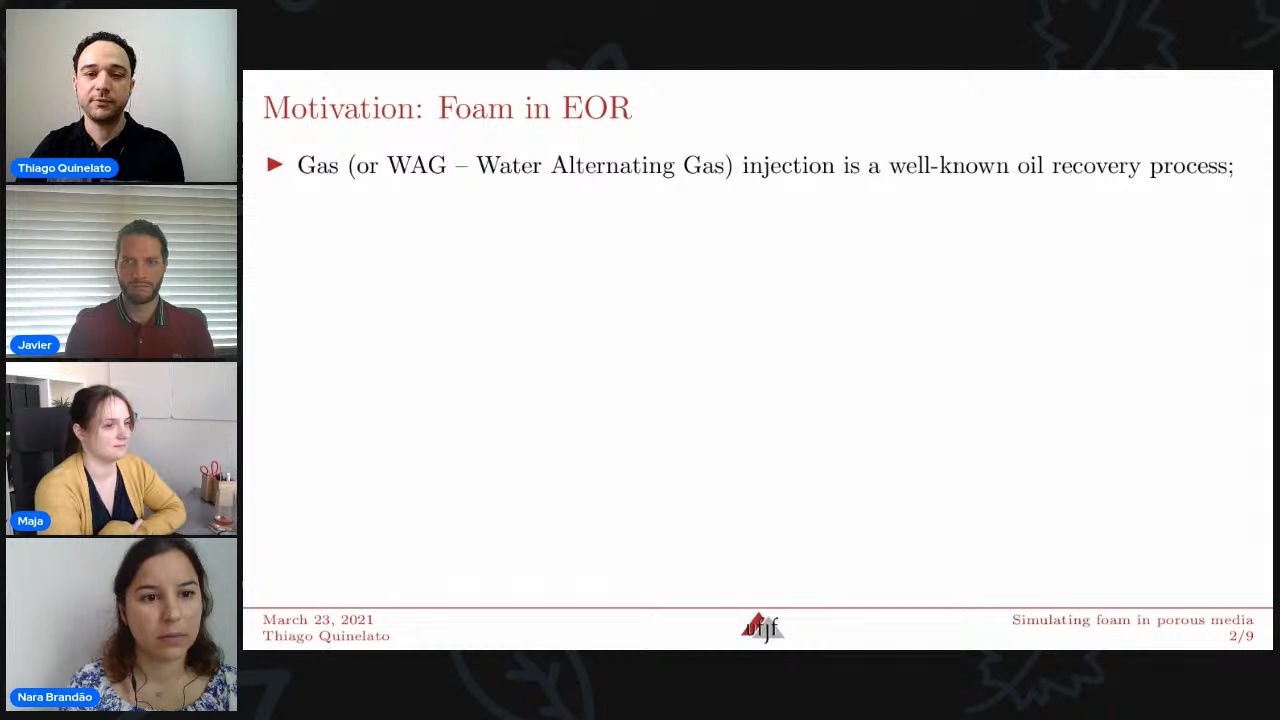 Thiago Quinelato
Javier
Maja
Nara Brandão
Motivation: Foam in EOR
Gas (or WAG – Water Alternating Gas) injection is a well-known oil recovery process;
March 23, 2021
Thiago Quinelato
ufjf
Simulating foam in porous media
2/9